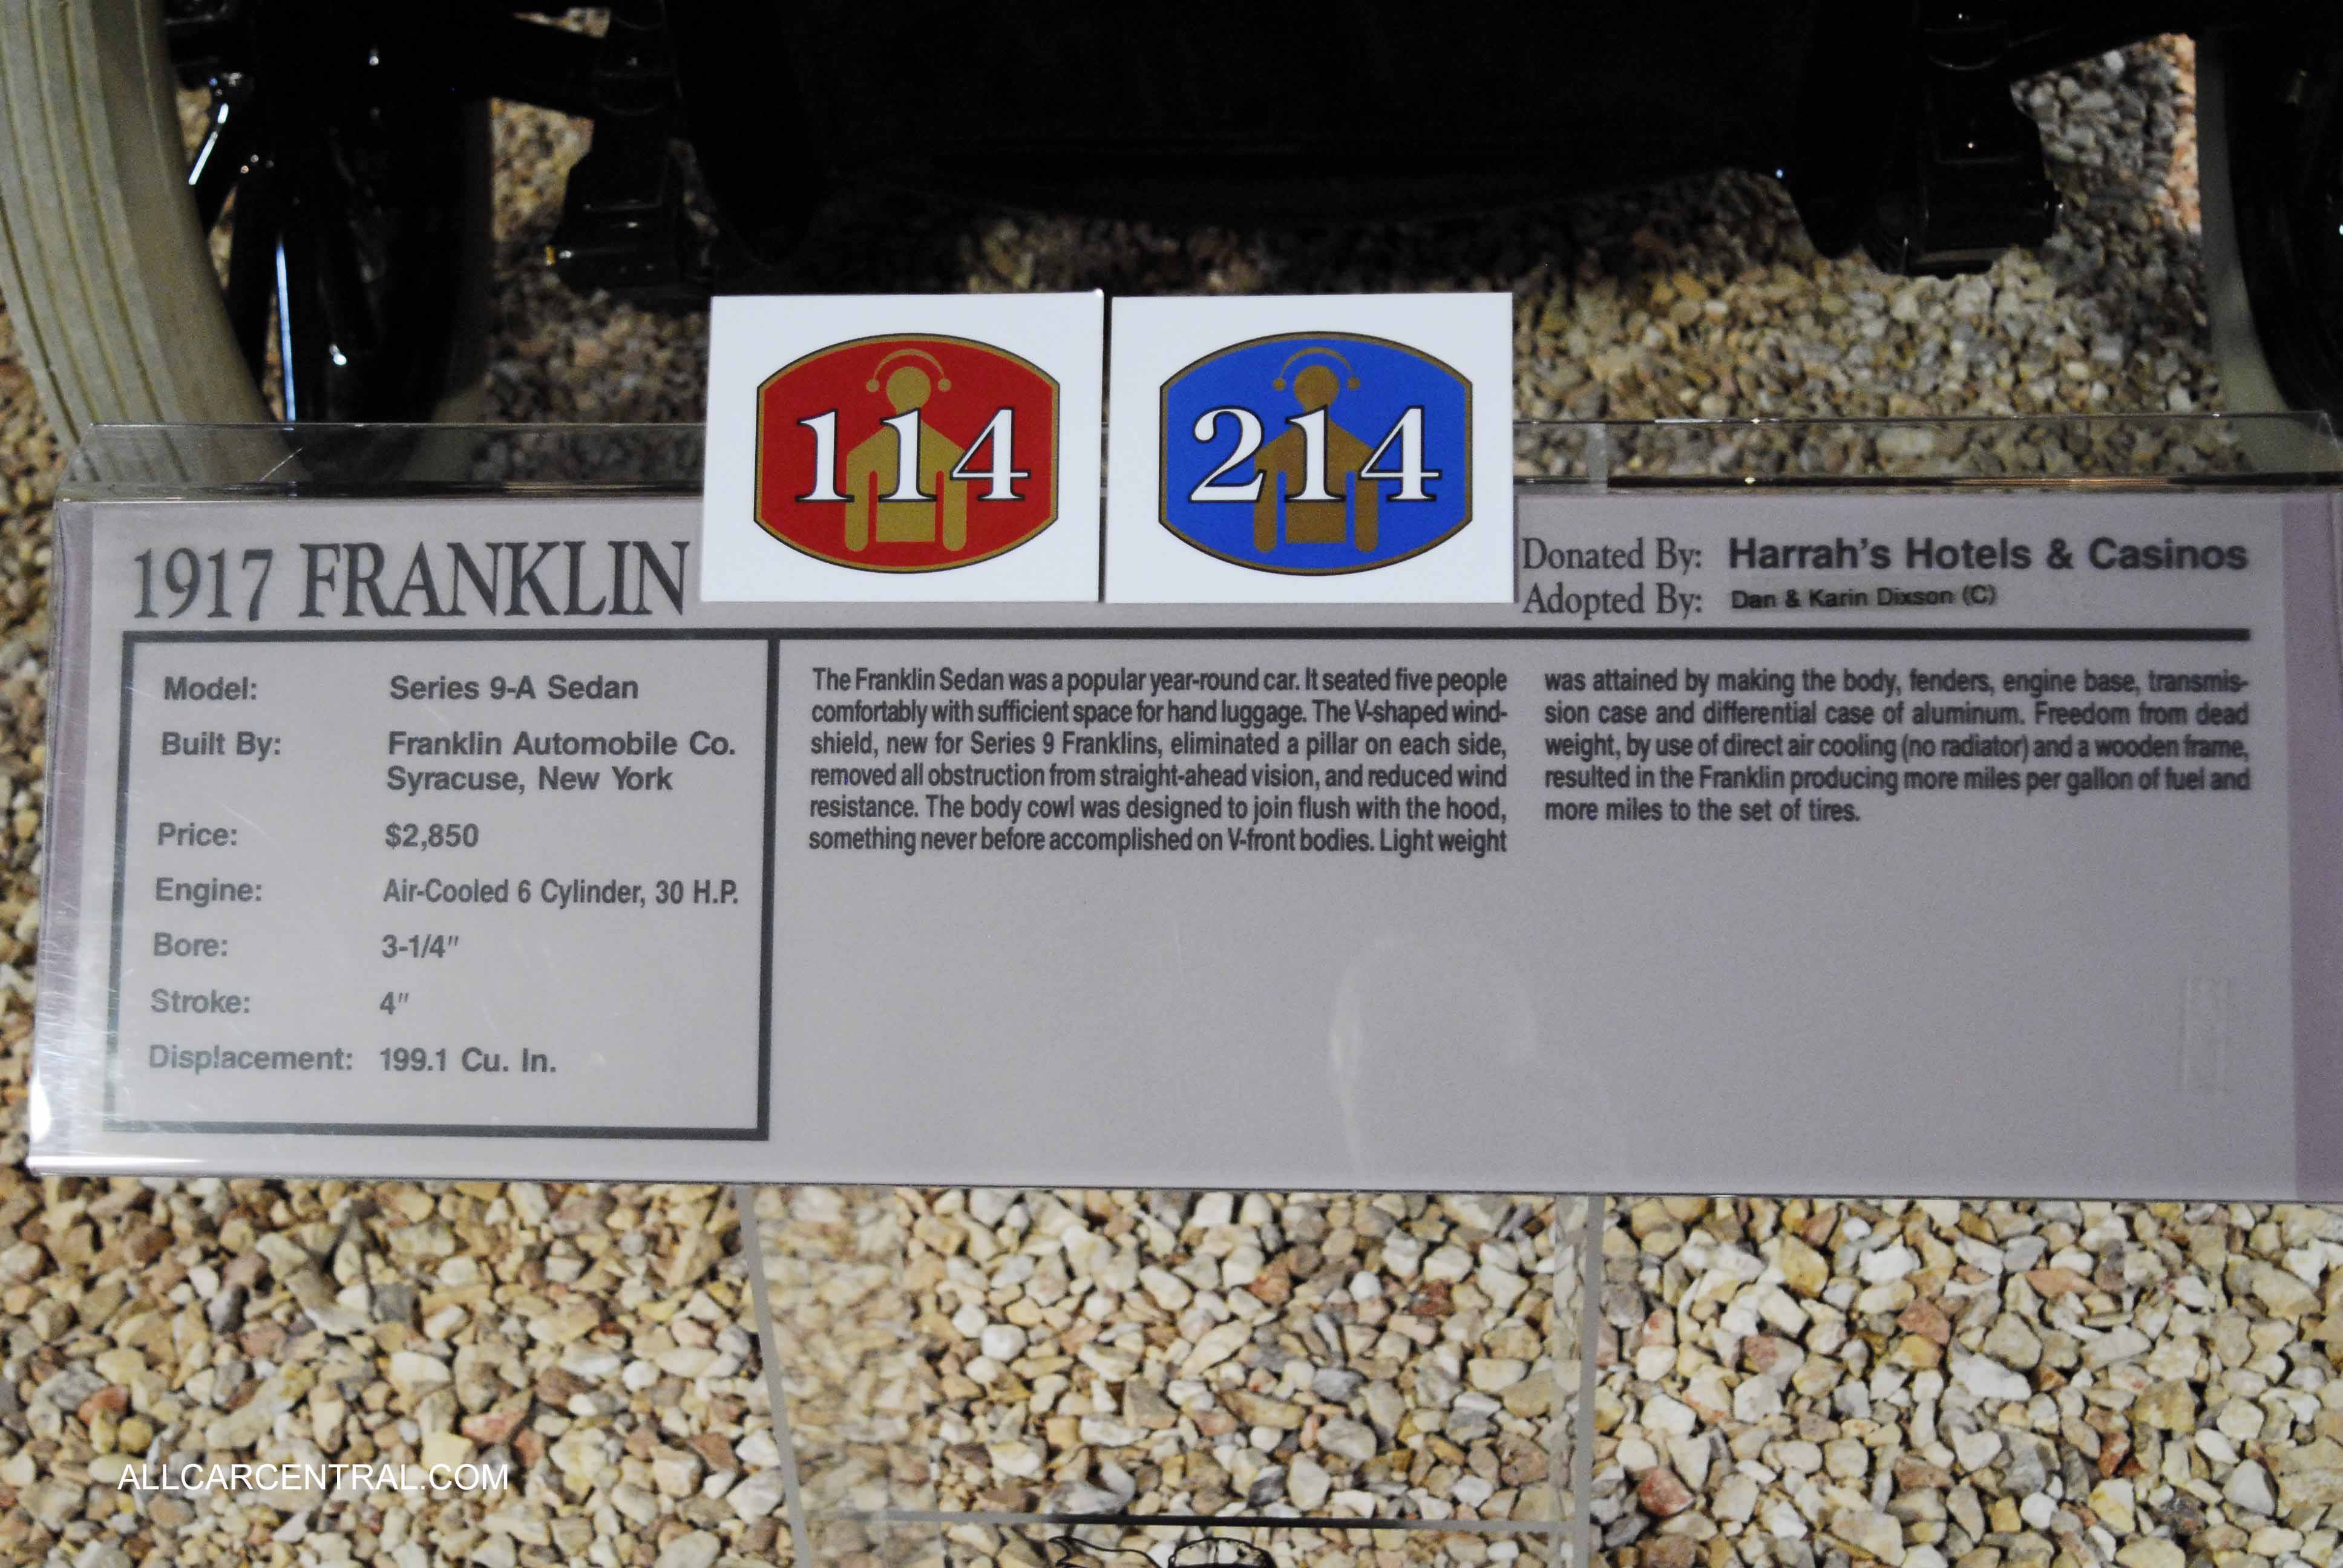 114
214
1917 FRANKLIN
Donated By: Harrah's Hotels & Casinos
Adopted By: Dan & Karin Dixson (C)
Model: Series 9-A Sedan
Built By: Franklin Automobile Co.
Syracuse, New York
Price: $2,850
Engine: Air-Cooled 6 Cylinder, 30 H.P.
Bore: 3-1/4"
Stroke: 4"
Displacement: 199.1 Cu. In.
The Franklin Sedan was a popular year-round car. It seated five people
comfortably with sufficient space for hand luggage. The V-shaped wind-
shield, new for Series 9 Franklins, eliminated a pillar on each side,
removed all obstruction from straight-ahead vision, and reduced wind
resistance. The body cowl was designed to join flush with the hood,
something never before accomplished on V-front bodies. Light weight
was attained by making the body, fenders, engine base, transmis-
sion case and differential case of aluminum. Freedom from dead
weight, by use of direct air cooling (no radiator) and a wooden frame,
resulted in the Franklin producing more miles per gallon of fuel and
more miles to the set of tires.
ALLCARCENTRAL.COM